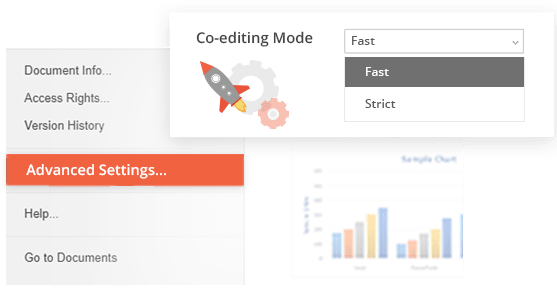 Co-editing Mode
Fast
Fast
Strict
Document Info...
Access Rights...
Version History
Advanced Settings...
Help...
Go to Documents
Sample Chart